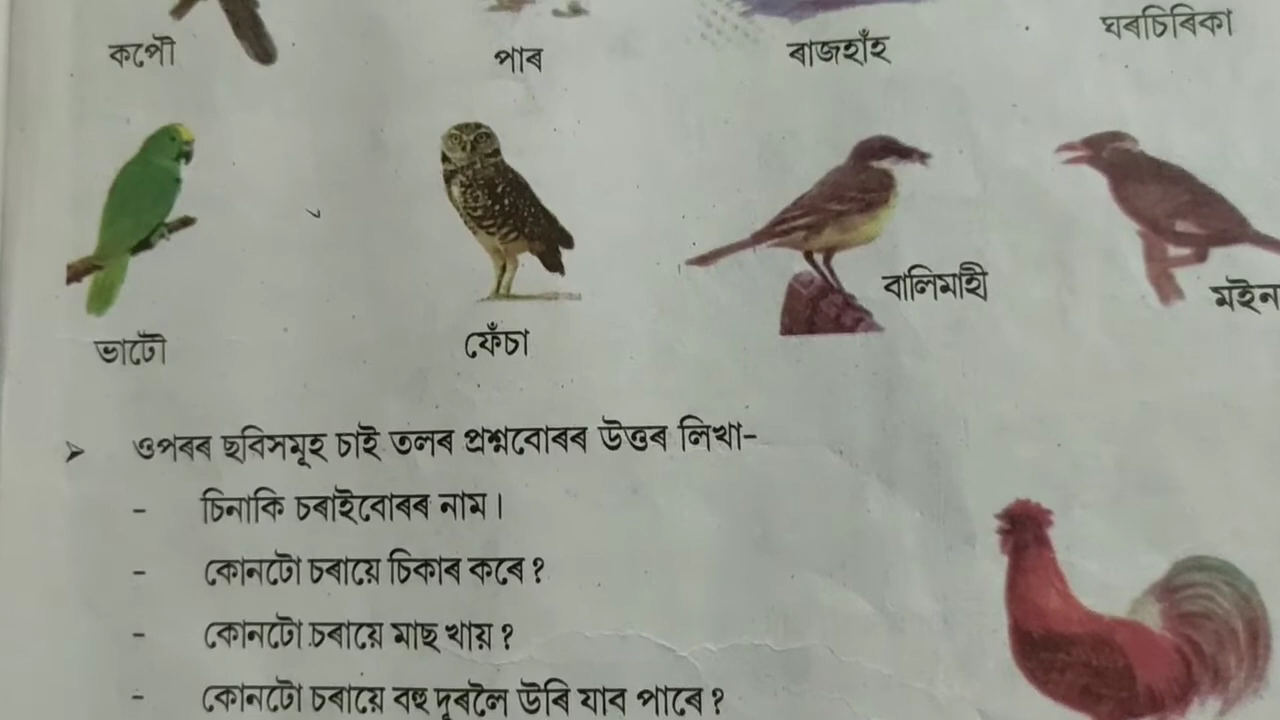 কপৌ
পাৰ
ৰাজহাঁহ
ঘৰচিৰিকা
ভাটৌ
ফেঁচা
বালিমাহী
মইন
ওপৰৰ ছবিসমূহ চাই তলৰ প্ৰশ্নবোৰৰ উত্তৰ লিখা-
- চিনাকি চৰাইবোৰৰ নাম।
- কোনটো চৰায়ে চিকাৰ কৰে?
- কোনটো চৰায়ে মাছ খায়?
- কোনটো চৰায়ে বহু দূৰলৈ উৰি যাব পাৰে?